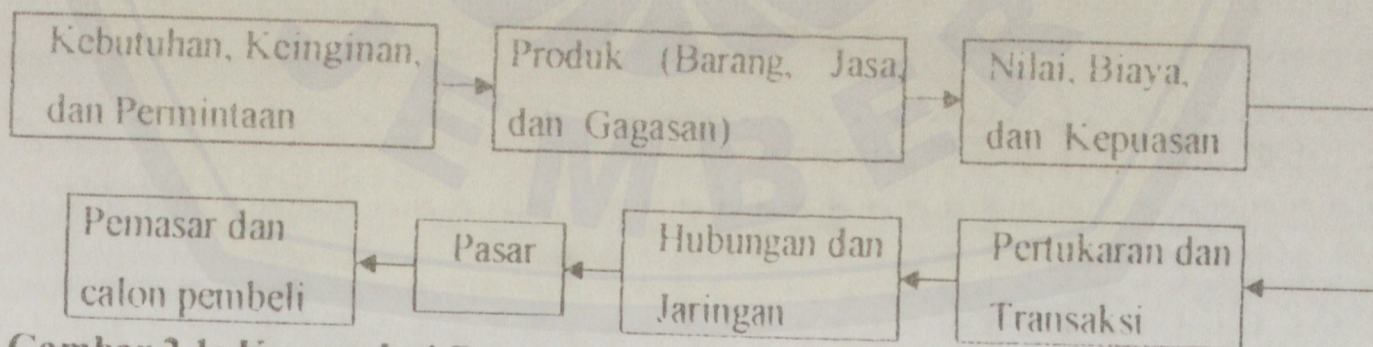 Kebutuhan, Keinginan,
dan Permintaan
Produk (Barang, Jasa,
dan Gagasan)
Nilai, Biaya,
dan Kepuasan
Pemasar dan
calon pembeli
Pasar
Hubungan dan
Jaringan
Pertukaran dan
Transaksi